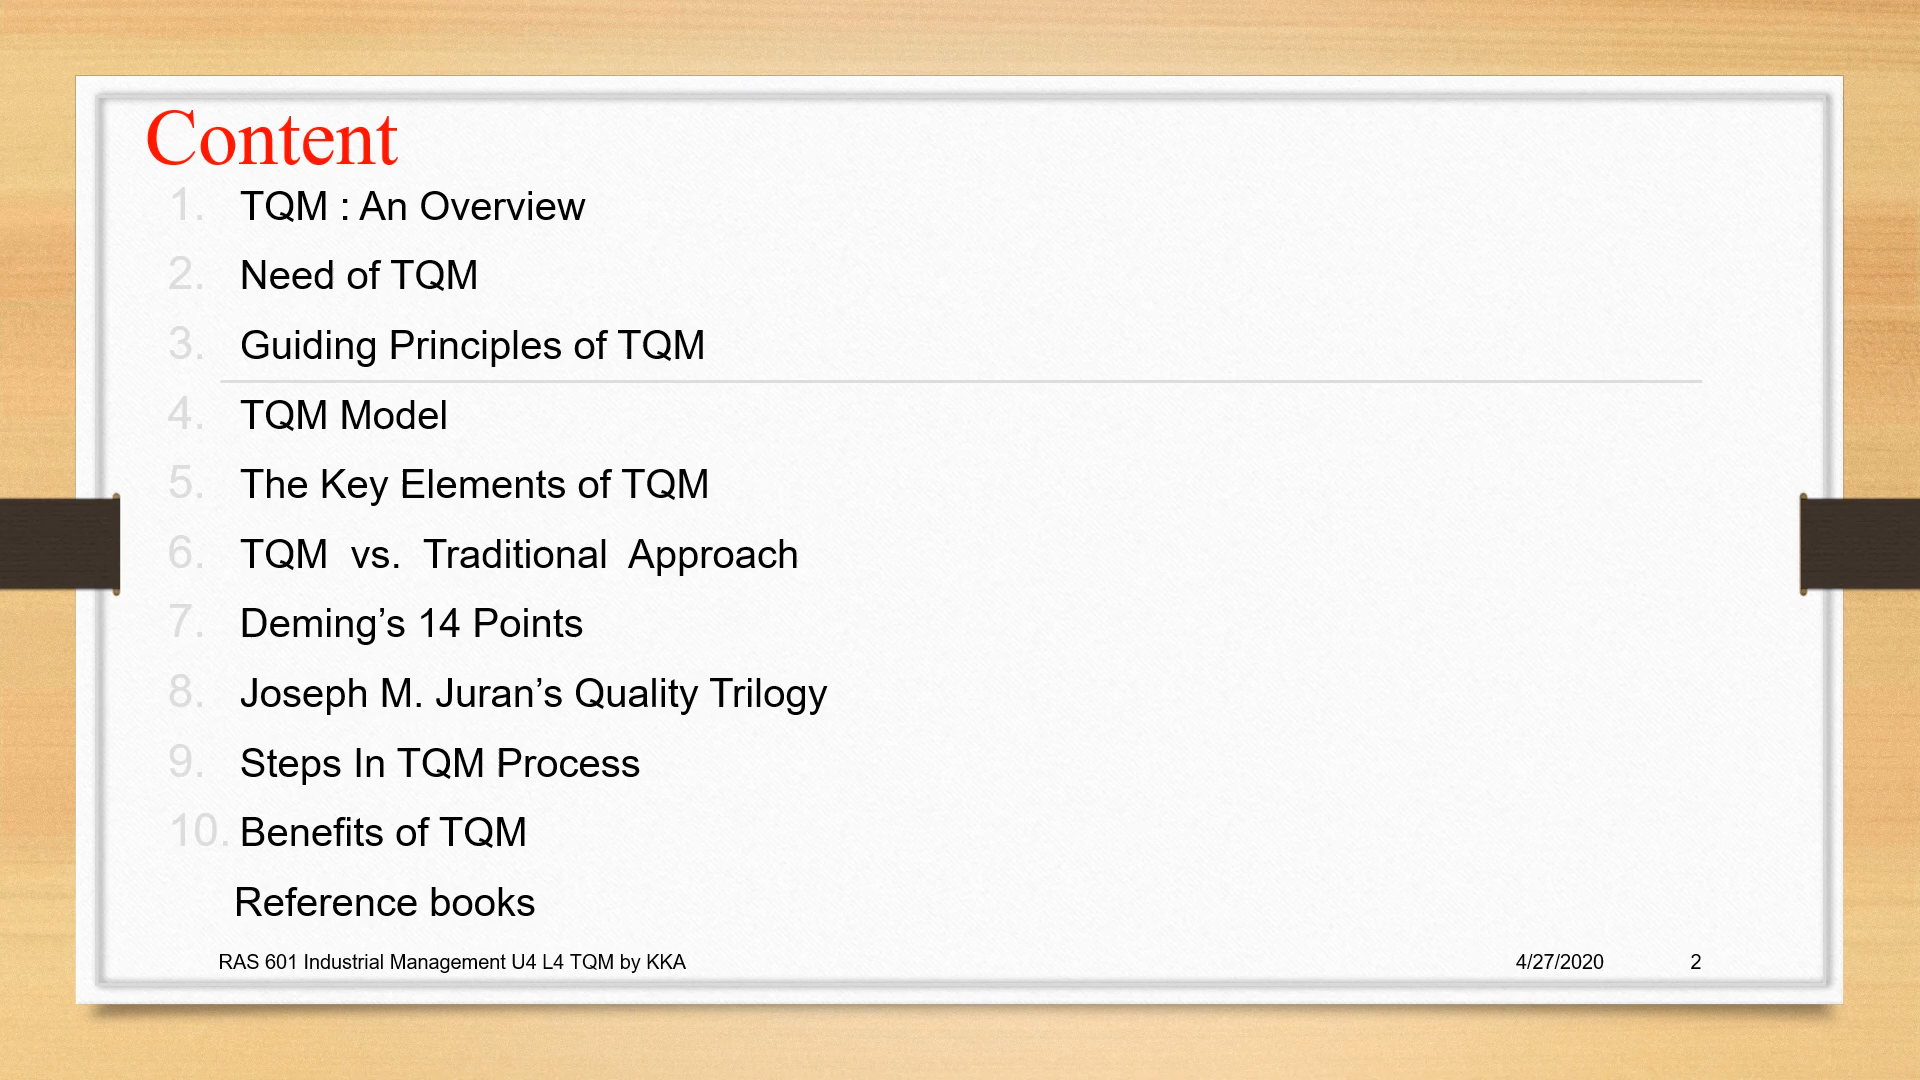 Content
1. TQM : An Overview
2. Need of TQM
3. Guiding Principles of TQM
4. TQM Model
5. The Key Elements of TQM
6. TQM vs. Traditional Approach
7. Deming’s 14 Points
8. Joseph M. Juran’s Quality Trilogy
9. Steps In TQM Process
10. Benefits of TQM
Reference books
RAS 601 Industrial Management U4 L4 TQM by KKA 4/27/2020 2